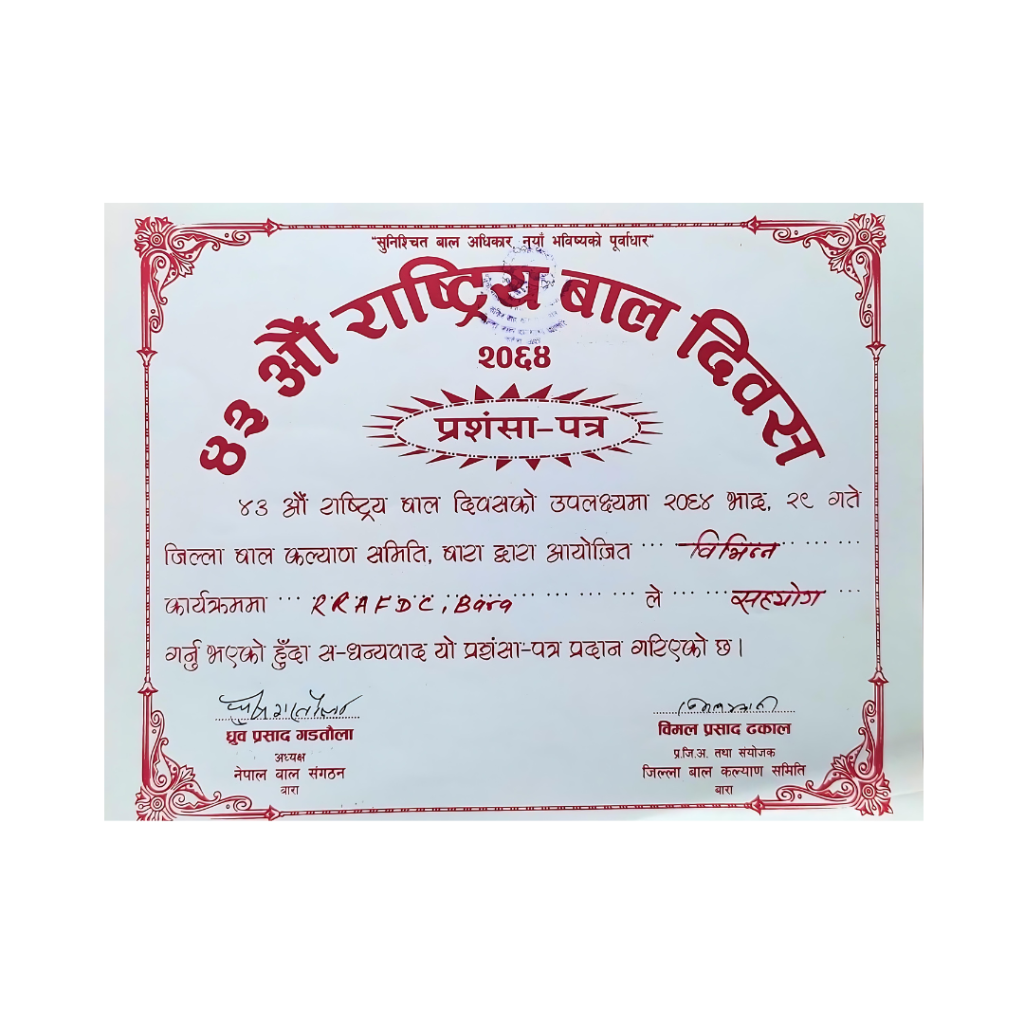 "सुनिश्चित बाल अधिकार, नयाँ भविष्यको पूर्वाधार"
४३ औं राष्ट्रिय बाल दिवस
२०६४
प्रशंसा-पत्र
४३ औं राष्ट्रिय बाल दिवसको उपलक्ष्यमा २०६४ भाद्र, २९ गते
जिल्ला बाल कल्याण समिति, बारा द्वारा आयोजित ... विभिन्न ...
कार्यक्रममा ... RRAFDC, Bara ... ले ... सहयोग ...
गर्नु भएको हुँदा स-धन्यवाद यो प्रशंसा-पत्र प्रदान गरिएको छ।
ध्रुव प्रसाद गडतौला
अध्यक्ष
नेपाल बाल संगठन
बारा
विमल प्रसाद ढकाल
प्र.जि.अ. तथा संयोजक
जिल्ला बाल कल्याण समिति
बारा